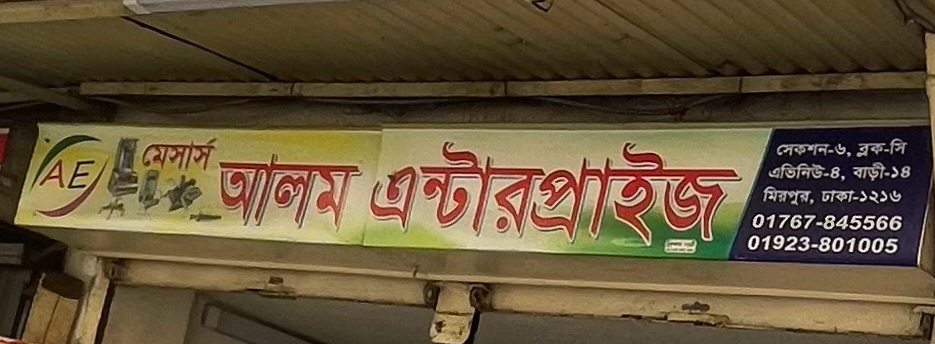 AE
মেসার্স
আলম এন্টারপ্রাইজ
সেকশন-৬, ব্লক-সি
এভিনিউ-৪, বাড়ী-১৪
মিরপুর, ঢাকা-১২১৬
01767-845566
01923-801005